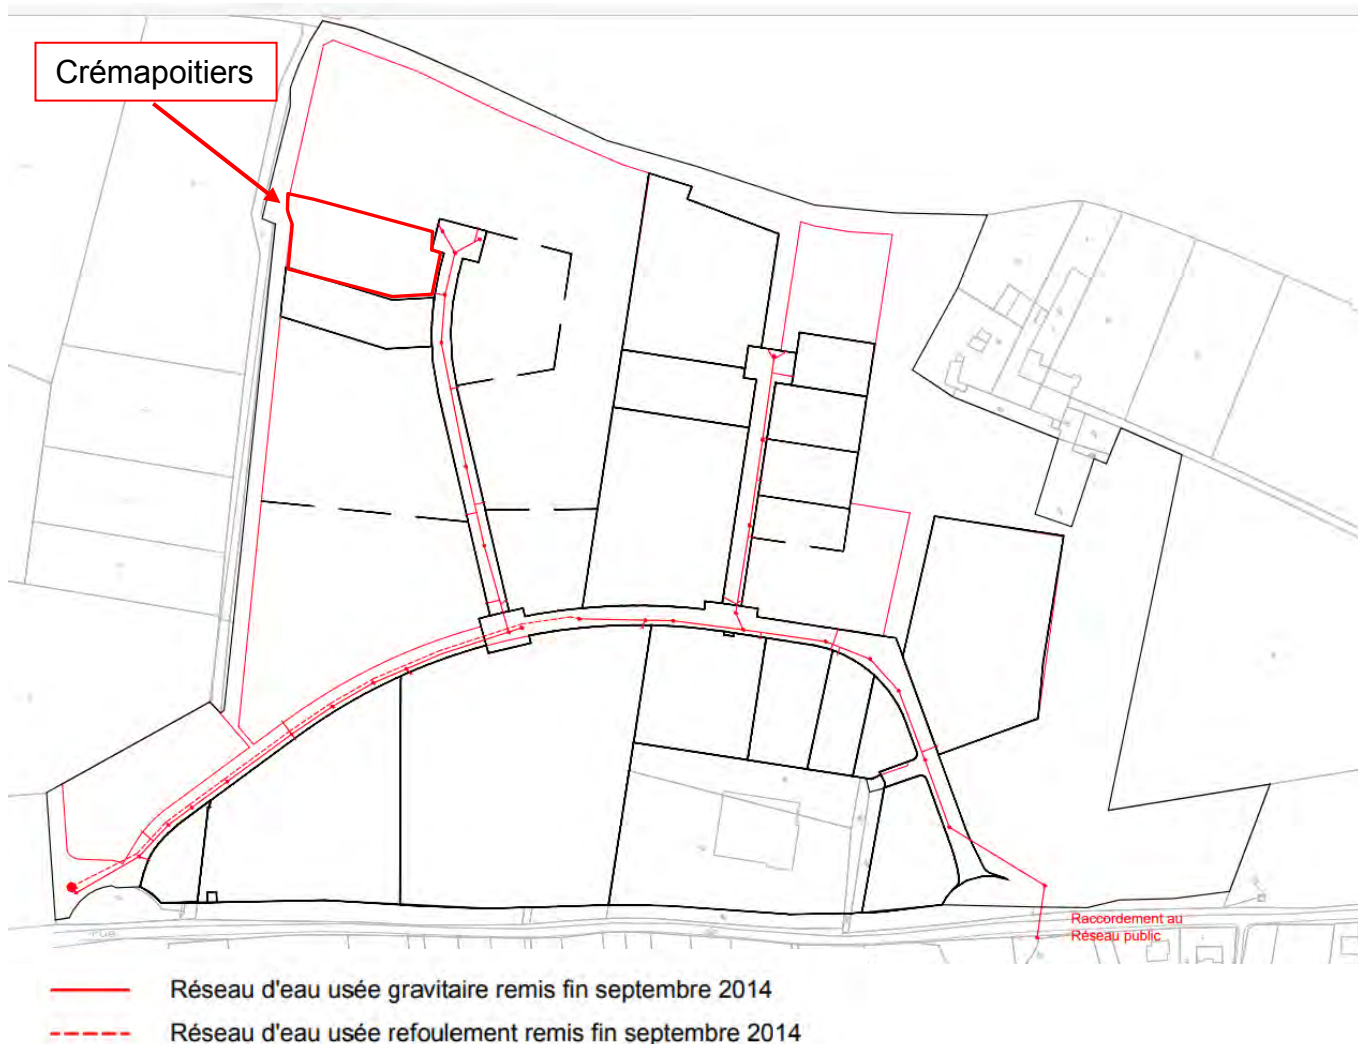 Crémapoitiers
Raccordement au
Réseau public
rue
Réseau d'eau usée gravitaire remis fin septembre 2014
Réseau d'eau usée refoulement remis fin septembre 2014